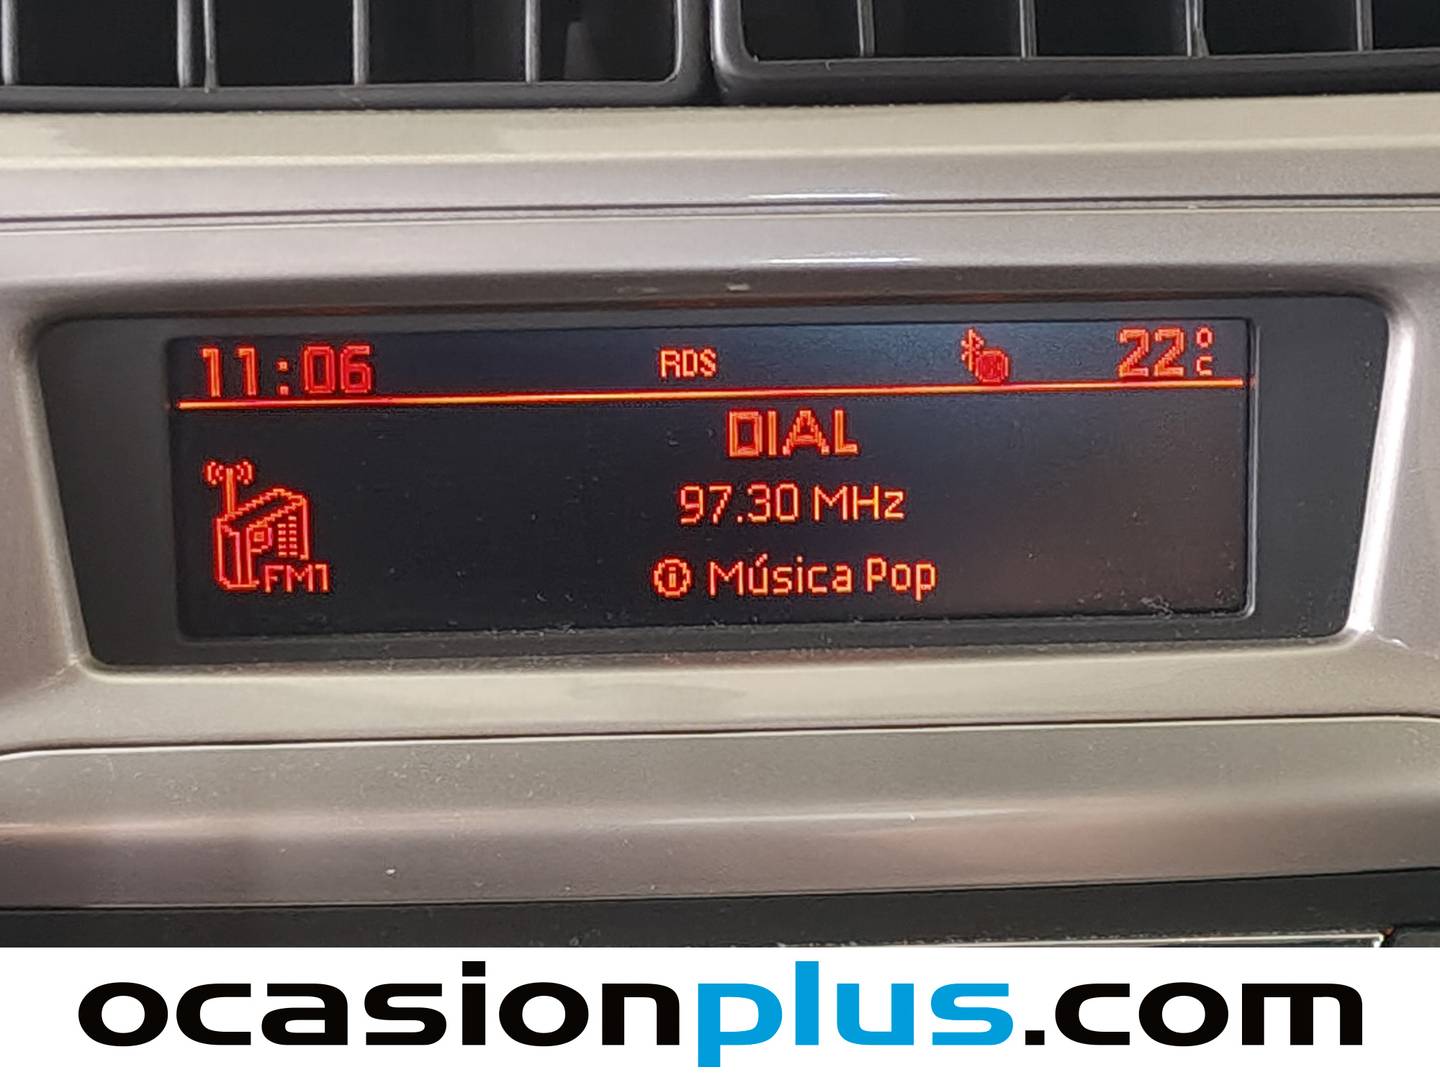 11:06 RDS 22°C
DIAL
97.30 MHz
Música Pop
FM1
ocasionplus.com